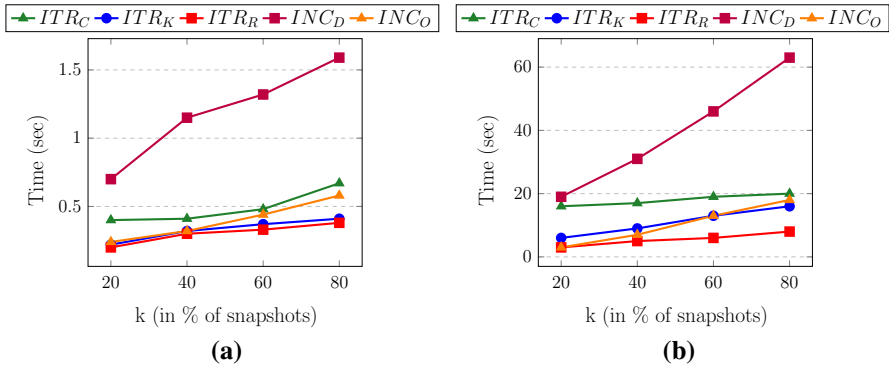 ITR_C ITR_K ITR_R INC_D INC_O
1.5
1
0.5
Time (sec)
20 40 60 80
k (in % of snapshots)
(a)
ITR_C ITR_K ITR_R INC_D INC_O
60
40
20
0
Time (sec)
20 40 60 80
k (in % of snapshots)
(b)